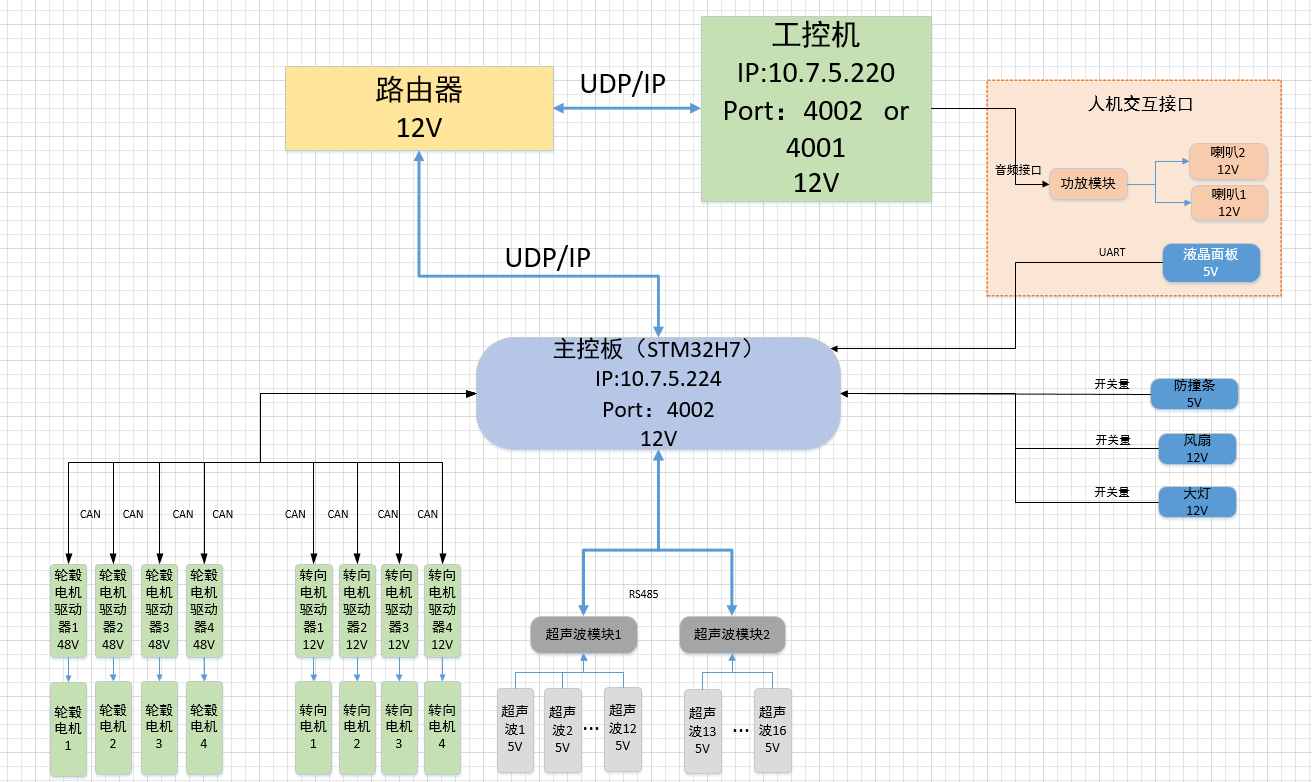 工控机
IP:10.7.5.220
Port：4002 or
4001
12V
路由器
12V
UDP/IP
人机交互接口
音频接口
功放模块
喇叭2
12V
喇叭1
12V
UART
液晶面板
5V
UDP/IP
主控板（STM32H7）
IP:10.7.5.224
Port：4002
12V
开关量
防撞条
5V
开关量
风扇
12V
开关量
大灯
12V
CAN
CAN
CAN
CAN
CAN
CAN
CAN
CAN
轮毂
电机
驱动
器1
48V
轮毂
电机
驱动
器2
48V
轮毂
电机
驱动
器3
48V
轮毂
电机
驱动
器4
48V
转向
电机
驱动
器1
12V
转向
电机
驱动
器2
12V
转向
电机
驱动
器3
12V
转向
电机
驱动
器4
12V
RS485
超声波模块1
超声波模块2
轮毂
电机
1
轮毂
电机
2
轮毂
电机
3
轮毂
电机
4
转向
电机
1
转向
电机
2
转向
电机
3
转向
电机
4
超声
波1
5V
超声
波2
5V
...
超声
波12
5V
超声
波13
5V
...
超声
波16
5V